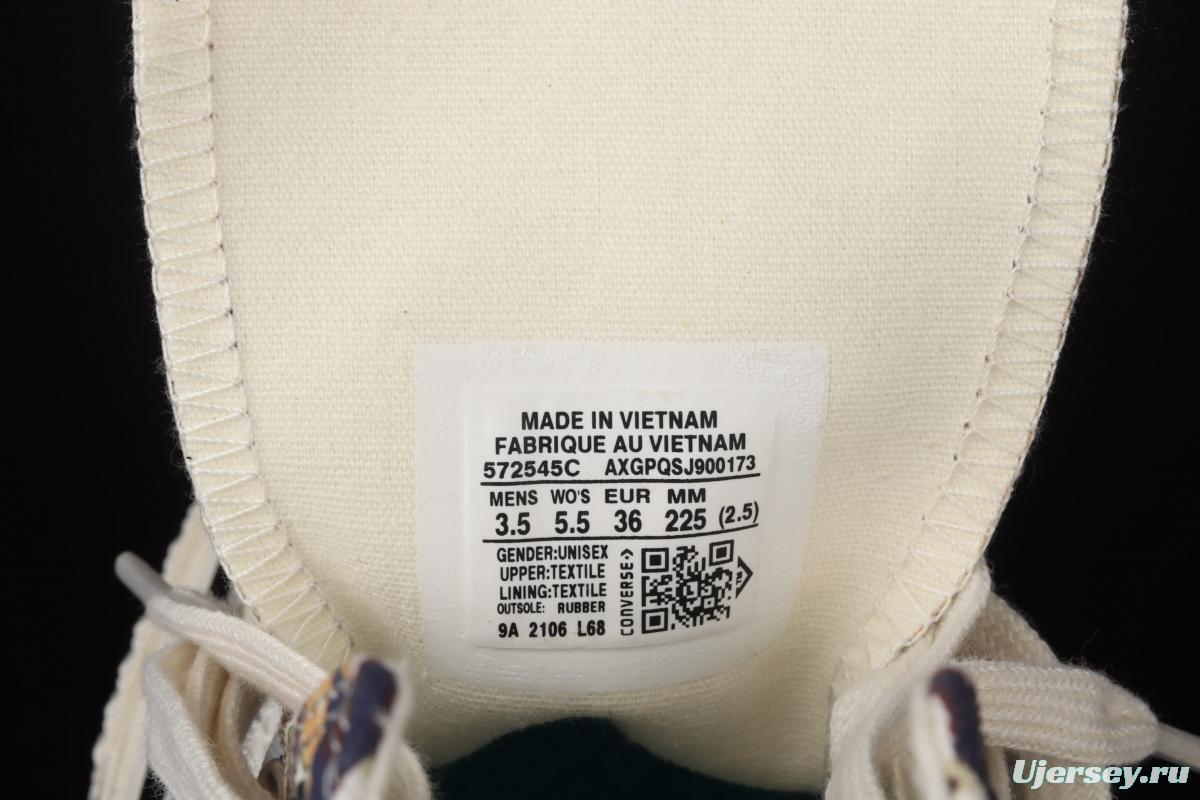 MADE IN VIETNAM
FABRIQUE AU VIETNAM
572545C AXGPQSJ900173
MENS WO'S EUR MM
3.5 5.5 36 225 (2.5)
GENDER:UNISEX
UPPER:TEXTILE
LINING:TEXTILE
OUTSOLE: RUBBER
9A 2106 L68
CONVERSE
Ujersey.ru